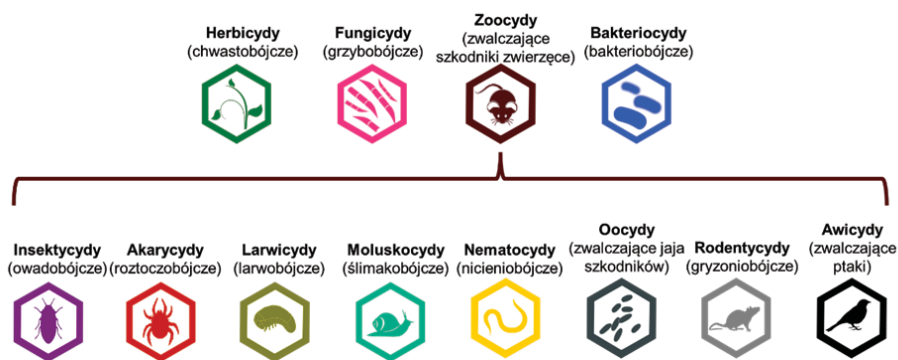 Herbicydy
(chwastobójcze)
Fungicydy
(grzybobójcze)
Zoocydy
(zwalczające
szkodniki zwierzęce)
Bakteriocydy
(bakteriobójcze)
Insektycydy
(owadobójcze)
Akarycydy
(roztoczobójcze)
Larwicydy
(larwobójcze)
Moluskocydy
(ślimakobójcze)
Nematocydy
(nicieniobójcze)
Oocydy
(zwalczające jaja
szkodników)
Rodentycydy
(gryzoniobójcze)
Awicydy
(zwalczające
ptaki)